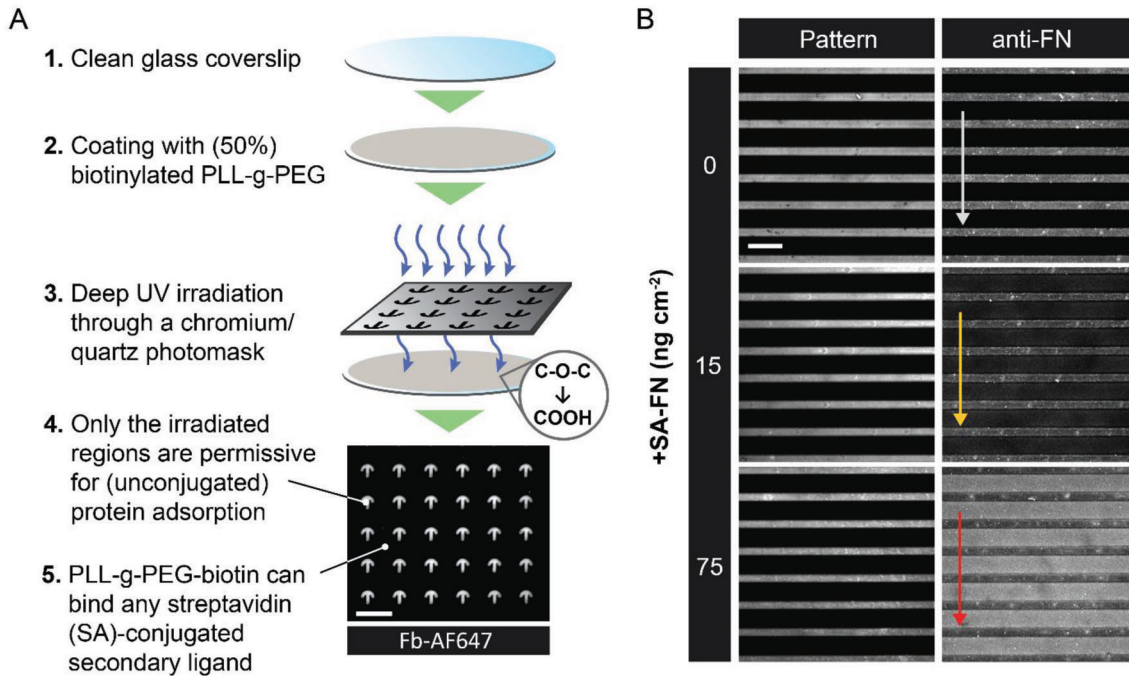 A
1. Clean glass coverslip
2. Coating with (50%)
biotinylated PLL-g-PEG
3. Deep UV irradiation
through a chromium/
quartz photomask
C-O-C
↓
COOH
4. Only the irradiated
regions are permissive
for (unconjugated)
protein adsorption
5. PLL-g-PEG-biotin can
bind any streptavidin
(SA)-conjugated
secondary ligand
Fb-AF647
B
Pattern
anti-FN
+SA-FN (ng cm⁻²)
0
15
75